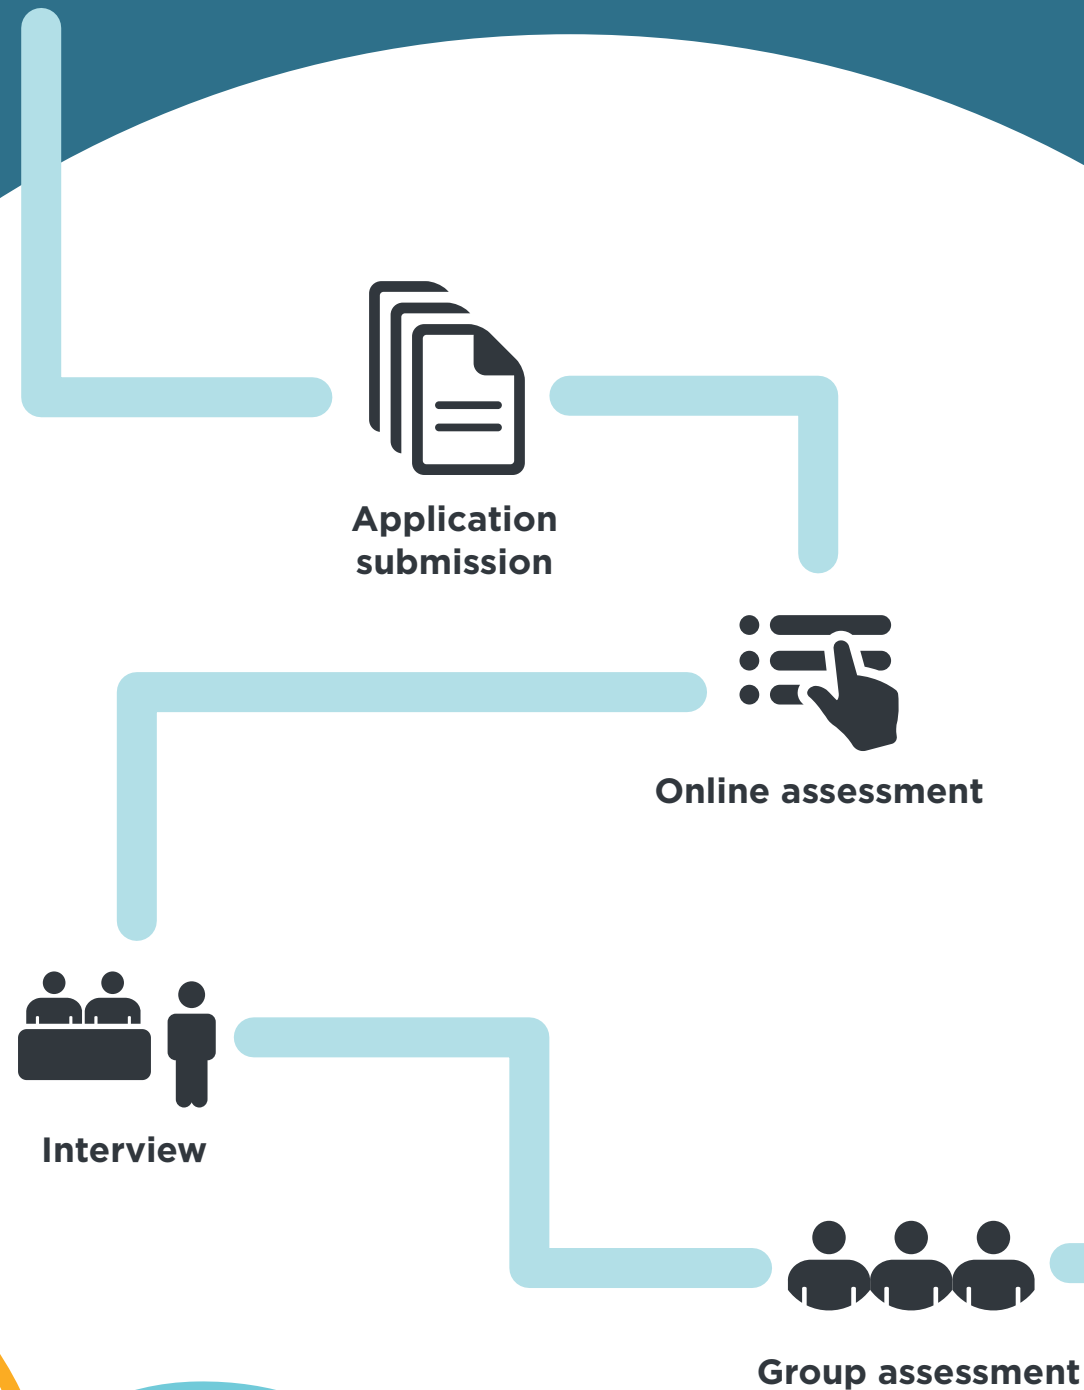 Application
submission
Online assessment
Interview
Group assessment